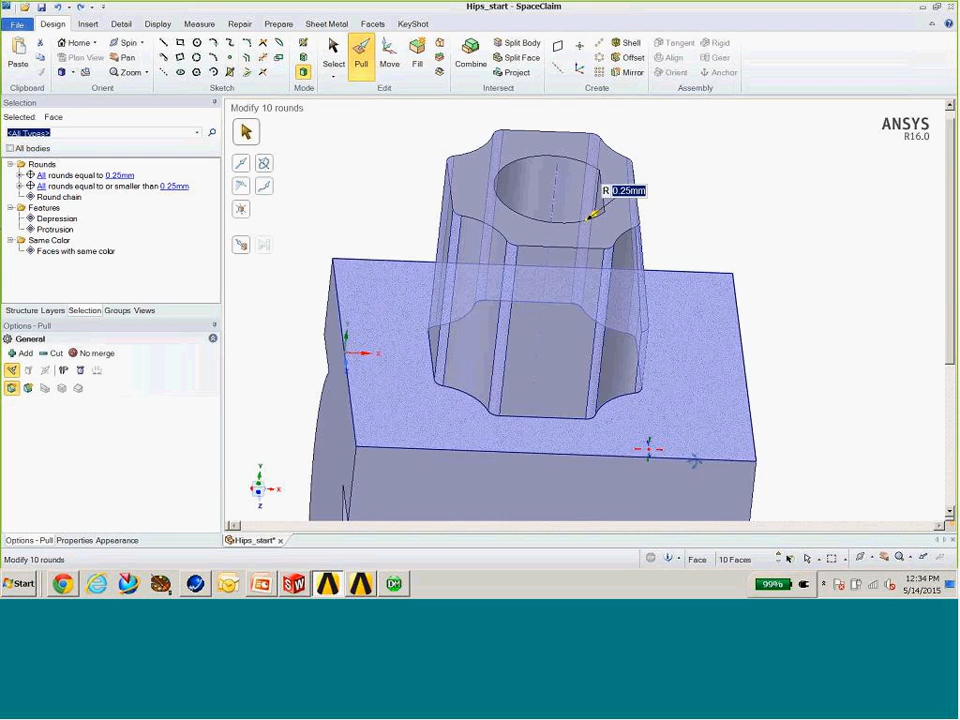 Hips_start - SpaceClaim
File Design Insert Detail Display Measure Repair Prepare Sheet Metal Facets KeyShot
Paste
Home Spin
Plan View Pan
Zoom
Select Pull Move Fill
Combine
Split Body
Split Face
Project
Shell
Offset
Mirror
Tangent Rigid
Align Gear
Orient Anchor
Clipboard Orient Sketch Mode Edit Intersect Create Assembly
Selection
Selected: Face
<All Types>
All bodies
Rounds
All rounds equal to 0.25mm
All rounds equal to or smaller than 0.25mm
Round chain
Features
Depression
Protrusion
Same Color
Faces with same color
Structure Layers Selection Groups Views
Options - Pull
General
Add Cut No merge
Options - Pull Properties Appearance
Modify 10 rounds
ANSYS
R16.0
R 0.25mm
Y
X
Y
X
Z
Hips_start*
Modify 10 rounds
Face 10 Faces
Start
99%
12:34 PM
5/14/2015